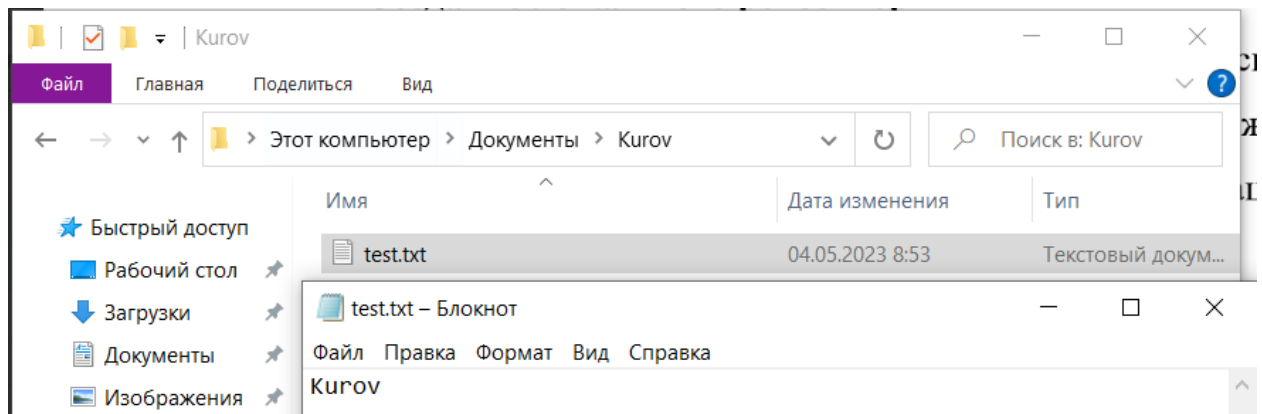 Kurov
Файл Главная Поделиться Вид
Этот компьютер Документы Kurov Поиск в: Kurov
Имя Дата изменения Тип
Быстрый доступ
test.txt 04.05.2023 8:53 Текстовый докум...
Рабочий стол
test.txt – Блокнот
Загрузки
Файл Правка Формат Вид Справка
Документы
Kurov
Изображения